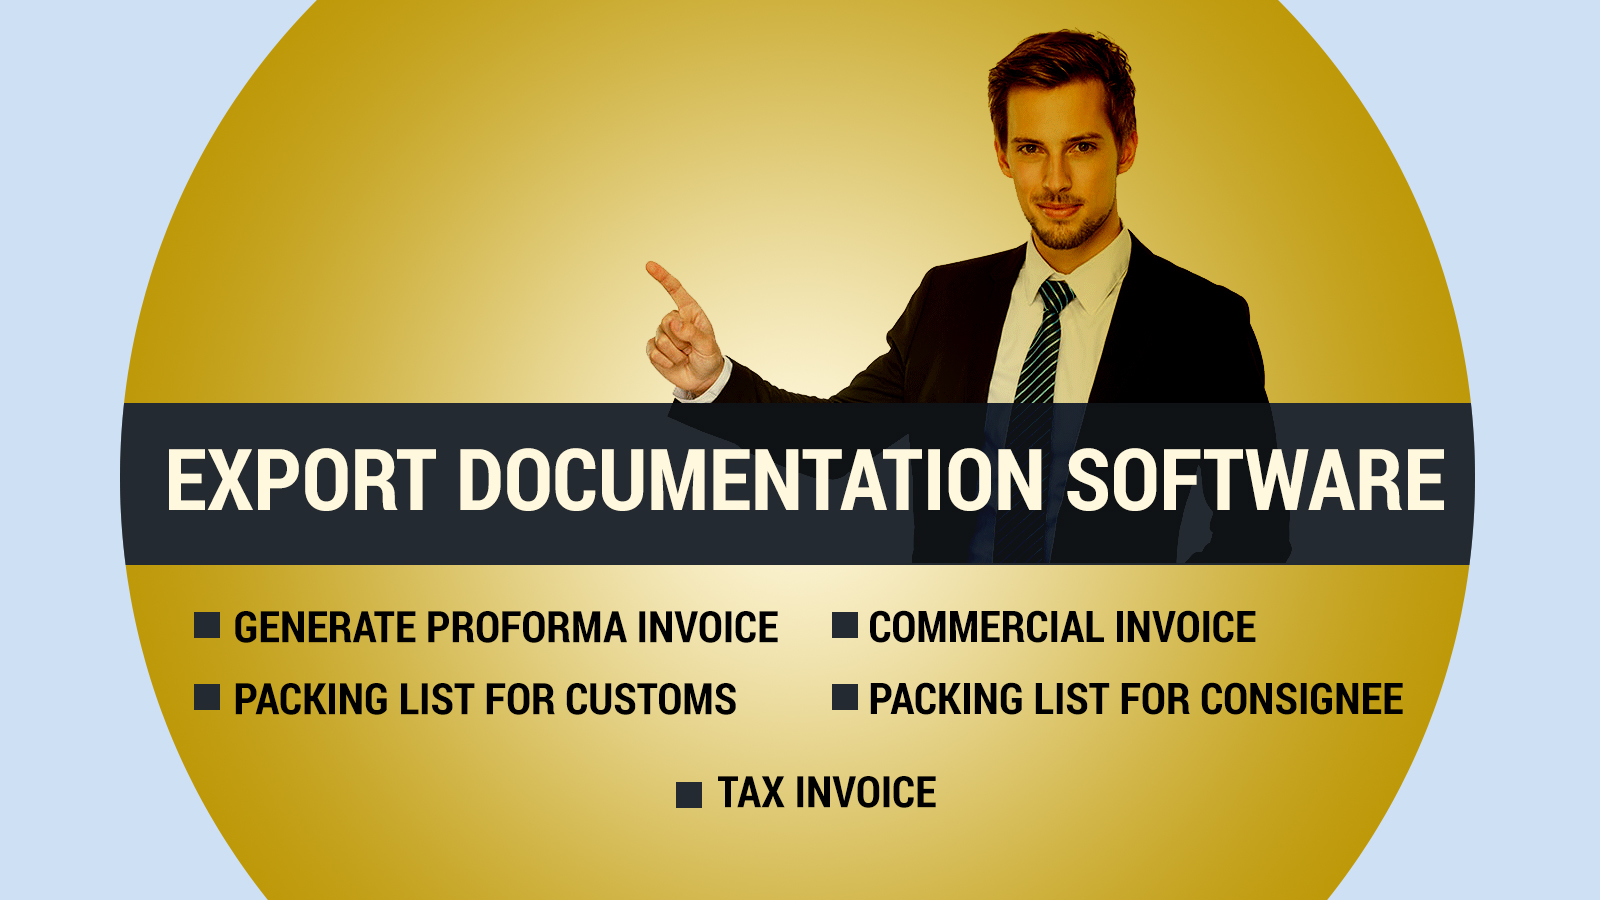 EXPORT DOCUMENTATION SOFTWARE
GENERATE PROFORMA INVOICE
COMMERCIAL INVOICE
PACKING LIST FOR CUSTOMS
PACKING LIST FOR CONSIGNEE
TAX INVOICE